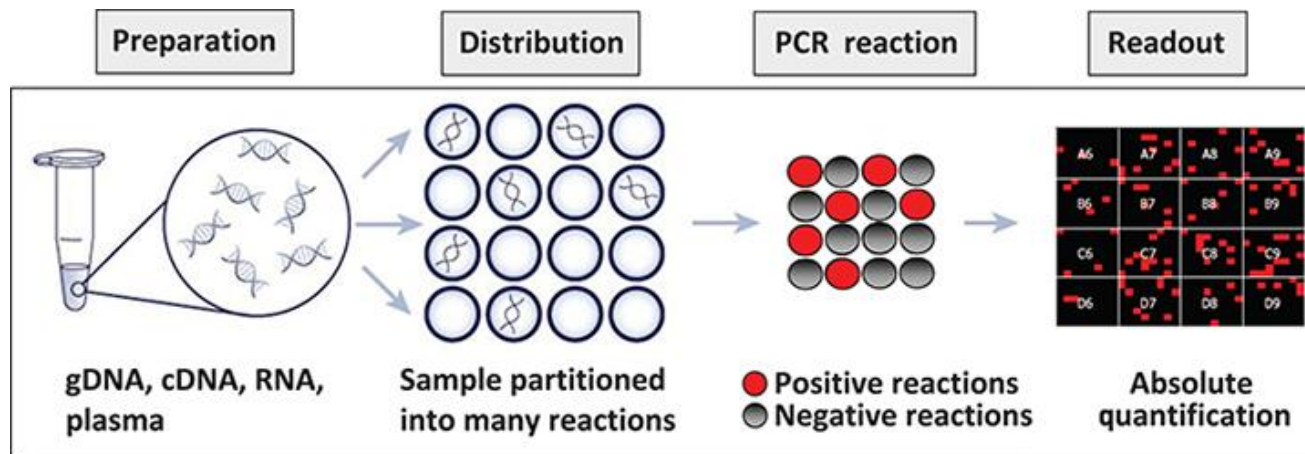 Preparation
Distribution
PCR reaction
Readout
A6 A7 A8 A9
B6 B7 B8 B9
C6 C7 C8 C9
D6 D7 D8 D9
gDNA, cDNA, RNA,
plasma
Sample partitioned
into many reactions
Positive reactions
Negative reactions
Absolute
quantification